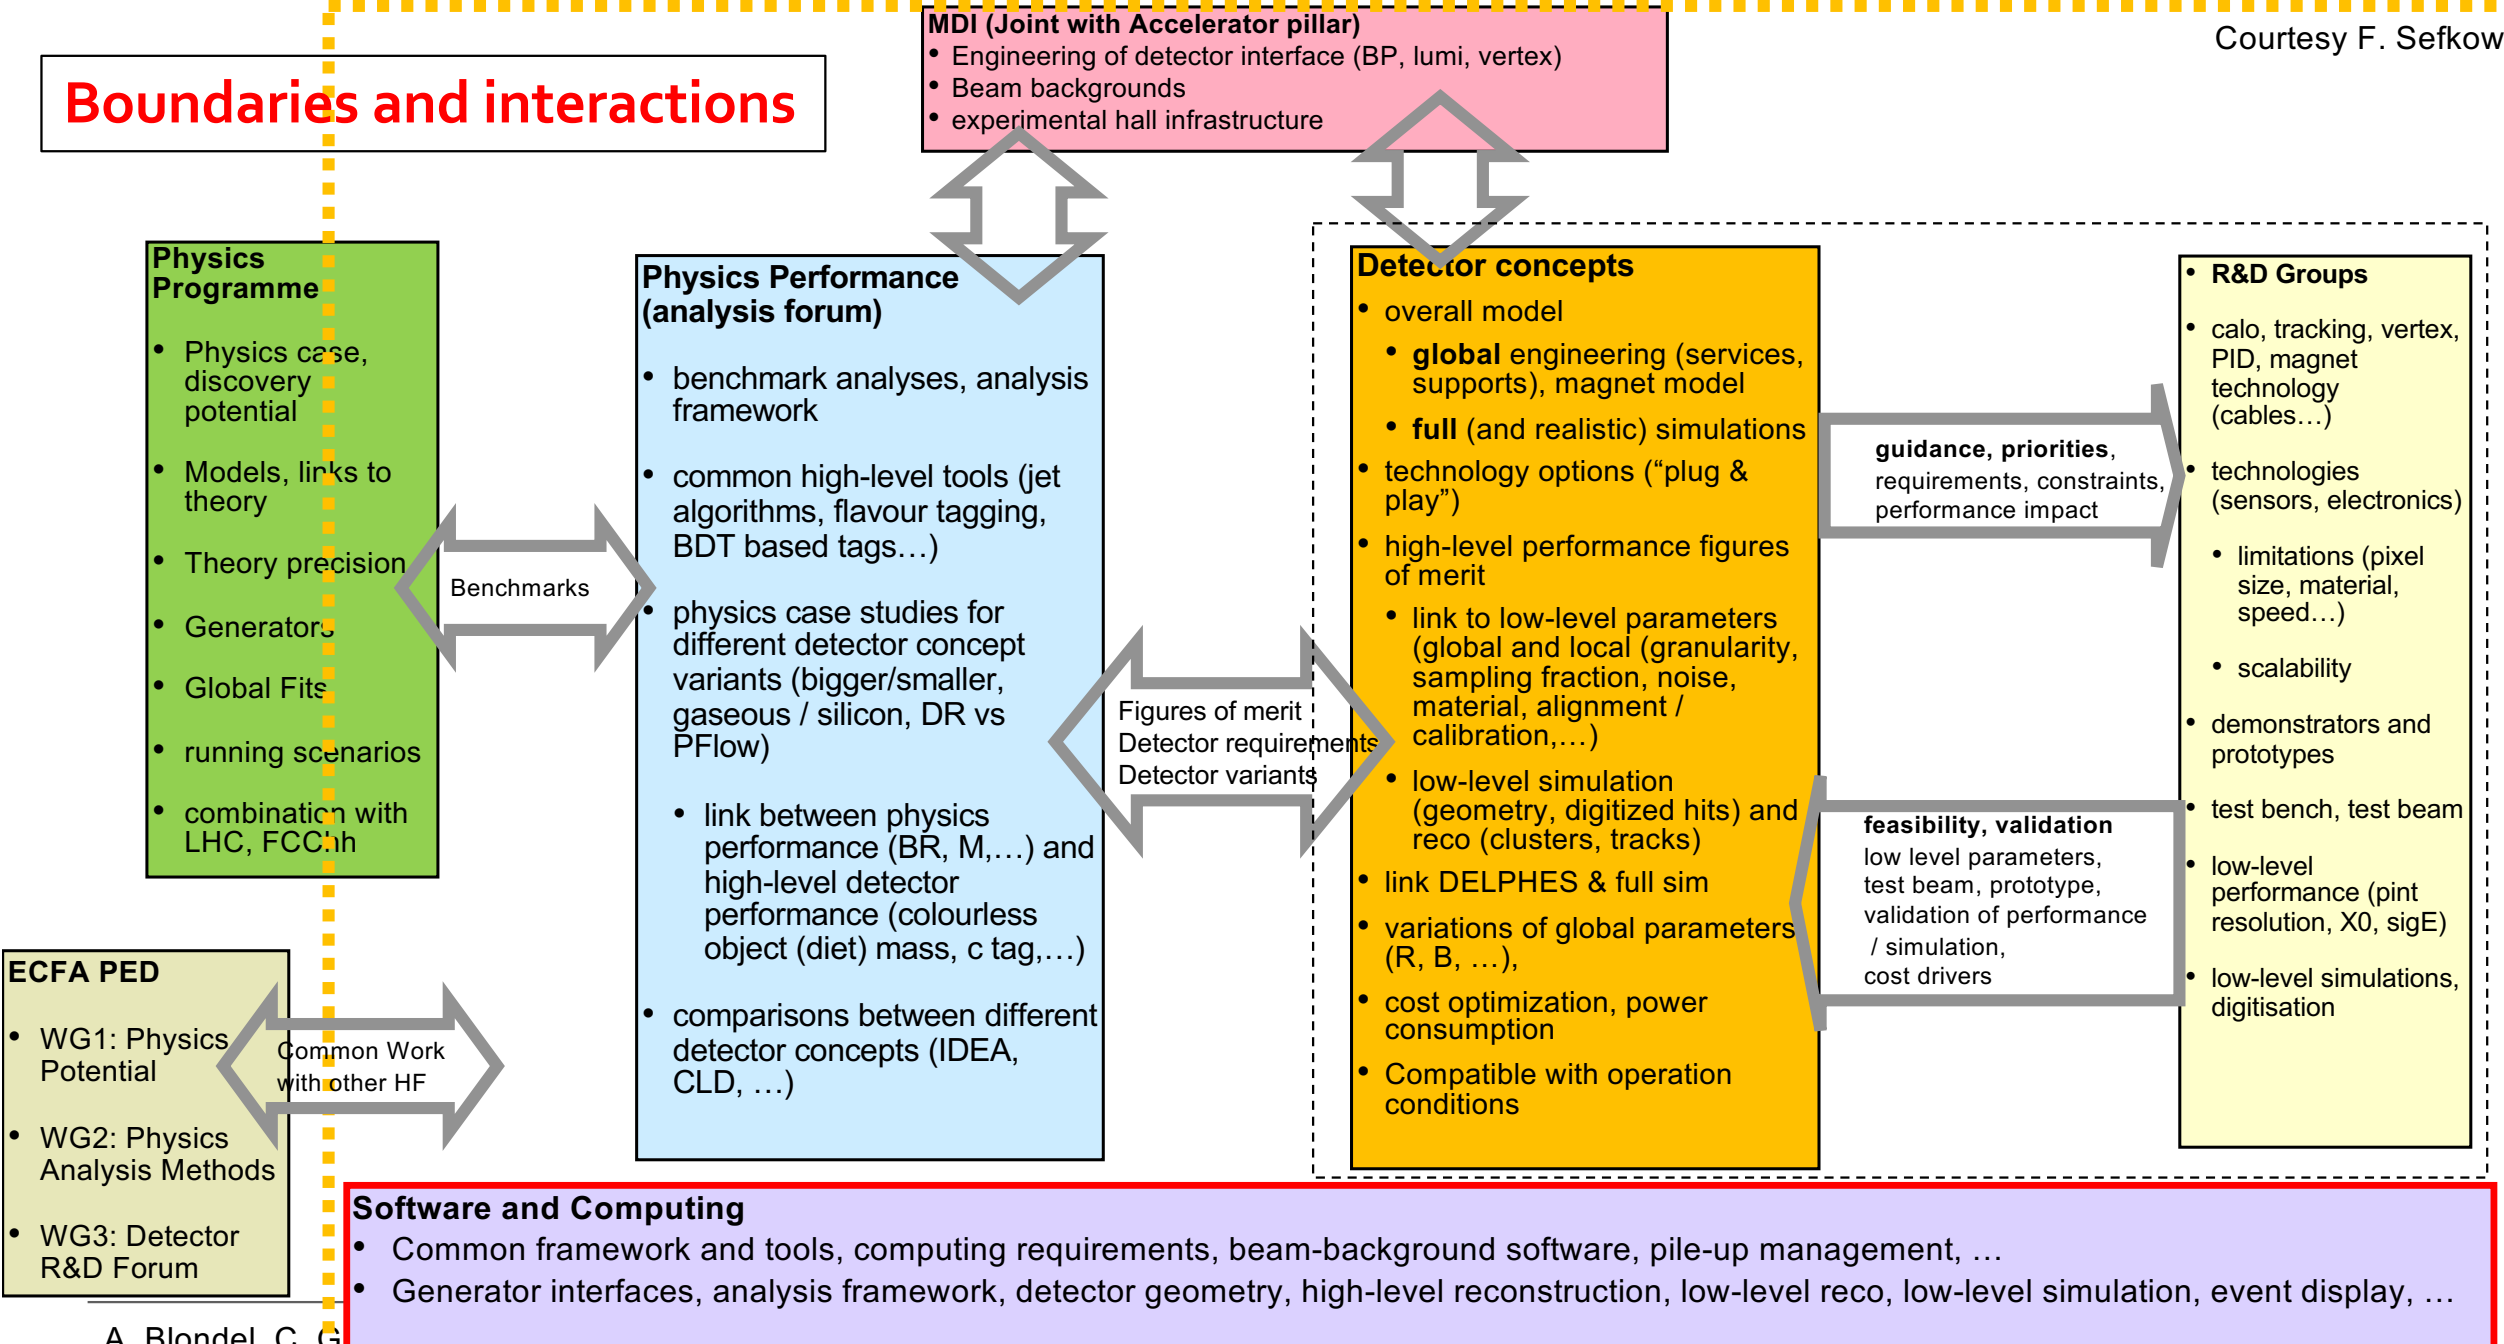 MDI (Joint with Accelerator pillar)
• Engineering of detector interface (BP, lumi, vertex)
• Beam backgrounds
• experimental hall infrastructure
Courtesy F. Sefkow
Boundaries and interactions
Physics
Programme
• Physics case,
discovery
potential
• Models, links to
theory
• Theory precision
• Generators
• Global Fits
• running scenarios
• combination with
LHC, FCChh
Benchmarks
Physics Performance
(analysis forum)
• benchmark analyses, analysis
framework
• common high-level tools (jet
algorithms, flavour tagging,
BDT based tags…)
• physics case studies for
different detector concept
variants (bigger/smaller,
gaseous / silicon, DR vs
PFlow)
• link between physics
performance (BR, M,…) and
high-level detector
performance (colourless
object (diet) mass, c tag,…)
• comparisons between different
detector concepts (IDEA,
CLD, …)
Figures of merit
Detector requirements
Detector variants
Detector concepts
• overall model
• global engineering (services,
supports), magnet model
• full (and realistic) simulations
• technology options (“plug &
play”)
• high-level performance figures
of merit
• link to low-level parameters
(global and local (granularity,
sampling fraction, noise,
material, alignment /
calibration,…)
• low-level simulation
(geometry, digitized hits) and
reco (clusters, tracks)
• link DELPHES & full sim
• variations of global parameters
(R, B, …),
• cost optimization, power
consumption
• Compatible with operation
conditions
guidance, priorities,
requirements, constraints,
performance impact
feasibility, validation
low level parameters,
test beam, prototype,
validation of performance
/ simulation,
cost drivers
• R&D Groups
• calo, tracking, vertex,
PID, magnet
technology
(cables…)
• technologies
(sensors, electronics)
• limitations (pixel
size, material,
speed…)
• scalability
• demonstrators and
prototypes
• test bench, test beam
• low-level
performance (pint
resolution, X0, sigE)
• low-level simulations,
digitisation
ECFA PED
• WG1: Physics
Potential
• WG2: Physics
Analysis Methods
• WG3: Detector
R&D Forum
Common Work
with other HF
Software and Computing
• Common framework and tools, computing requirements, beam-background software, pile-up management, …
• Generator interfaces, analysis framework, detector geometry, high-level reconstruction, low-level reco, low-level simulation, event display, …
A. Blondel, C. G